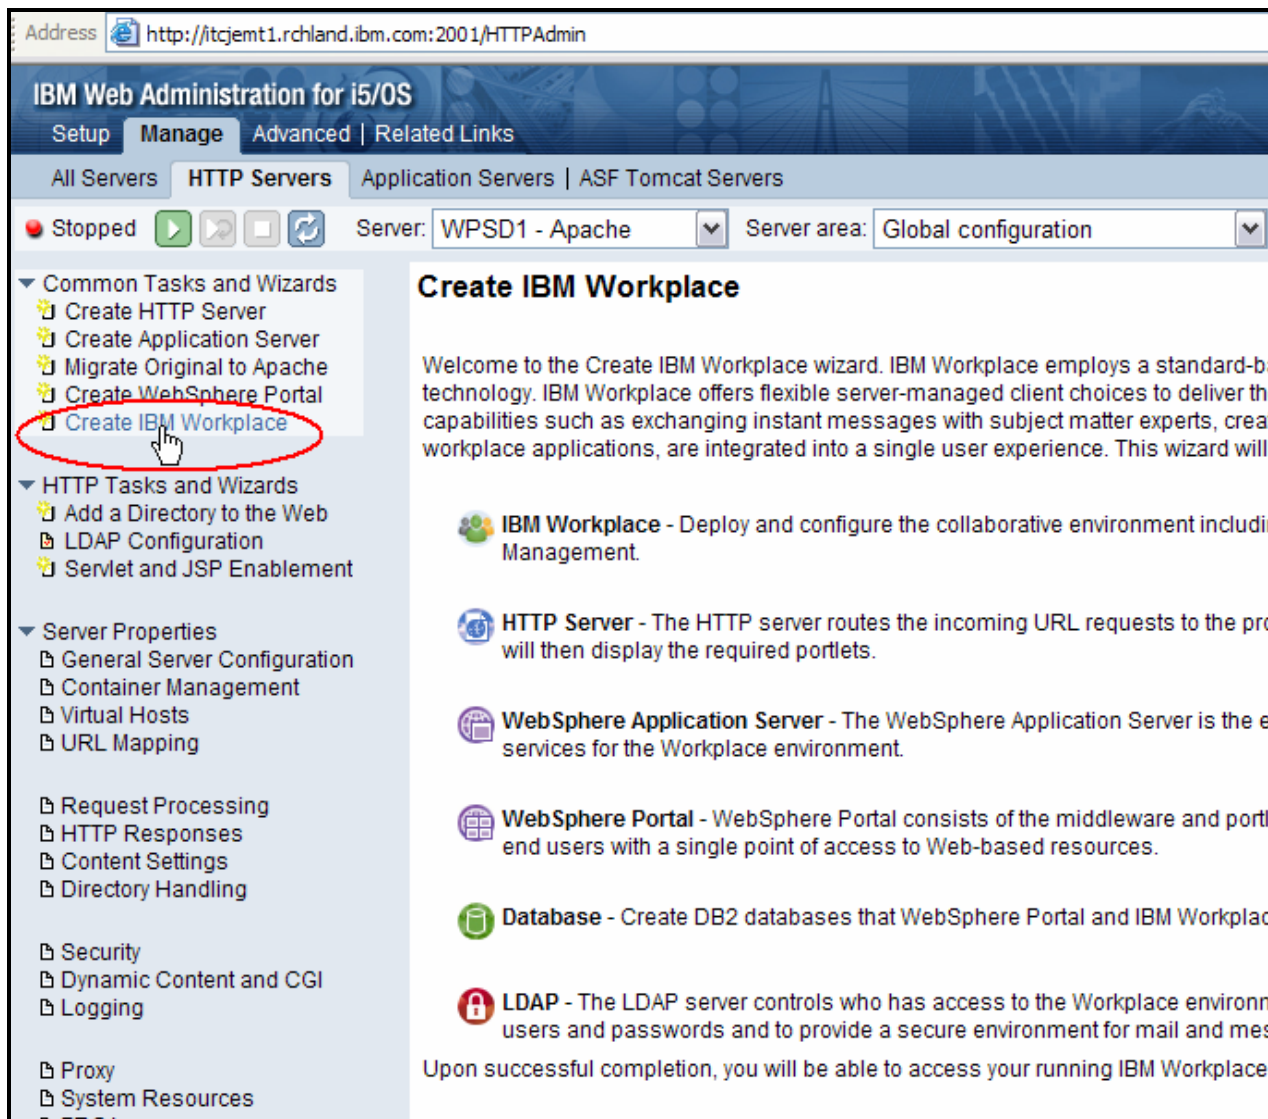 Address http://itcjemt1.rchland.ibm.com:2001/HTTPAdmin
IBM Web Administration for i5/OS
Setup Manage Advanced | Related Links
All Servers HTTP Servers Application Servers | ASF Tomcat Servers
Stopped Server: WPSD1 - Apache Server area: Global configuration
Common Tasks and Wizards
Create HTTP Server
Create Application Server
Migrate Original to Apache
Create WebSphere Portal
Create IBM Workplace
HTTP Tasks and Wizards
Add a Directory to the Web
LDAP Configuration
Servlet and JSP Enablement
Server Properties
General Server Configuration
Container Management
Virtual Hosts
URL Mapping
Request Processing
HTTP Responses
Content Settings
Directory Handling
Security
Dynamic Content and CGI
Logging
Proxy
System Resources
Create IBM Workplace
Welcome to the Create IBM Workplace wizard. IBM Workplace employs a standard-b
technology. IBM Workplace offers flexible server-managed client choices to deliver th
capabilities such as exchanging instant messages with subject matter experts, crea
workplace applications, are integrated into a single user experience. This wizard will
IBM Workplace - Deploy and configure the collaborative environment includi
Management.
HTTP Server - The HTTP server routes the incoming URL requests to the pro
will then display the required portlets.
WebSphere Application Server - The WebSphere Application Server is the e
services for the Workplace environment.
WebSphere Portal - WebSphere Portal consists of the middleware and portl
end users with a single point of access to Web-based resources.
Database - Create DB2 databases that WebSphere Portal and IBM Workplac
LDAP - The LDAP server controls who has access to the Workplace environ
users and passwords and to provide a secure environment for mail and mes
Upon successful completion, you will be able to access your running IBM Workplace